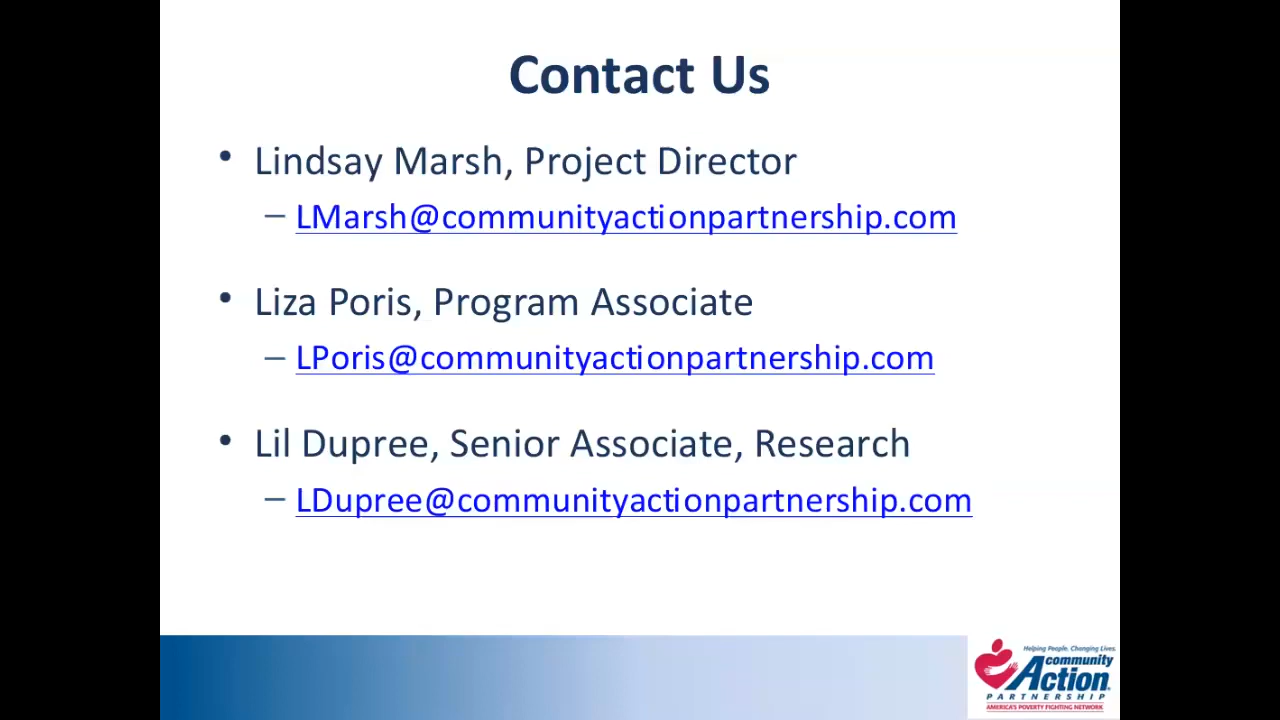 Contact Us
• Lindsay Marsh, Project Director
– LMarsh@communityactionpartnership.com
• Liza Poris, Program Associate
– LPoris@communityactionpartnership.com
• Lil Dupree, Senior Associate, Research
– LDupree@communityactionpartnership.com
Helping People. Changing Lives.
community
Action®
PARTNERSHIP
AMERICA'S POVERTY FIGHTING NETWORK